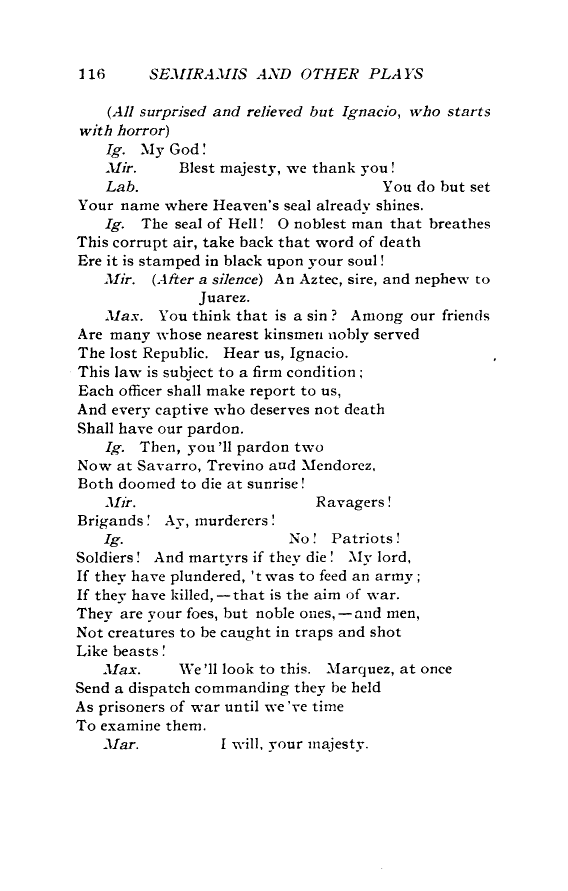 116 SEMIRAMIS AND OTHER PLAYS
(All surprised and relieved but Ignacio, who starts
with horror)
Ig. My God!
Mir. Blest majesty, we thank you!
Lab. You do but set
Your name where Heaven's seal already shines.
Ig. The seal of Hell! O noblest man that breathes
This corrupt air, take back that word of death
Ere it is stamped in black upon your soul!
Mir. (After a silence) An Aztec, sire, and nephew to
Juarez.
Max. You think that is a sin? Among our friends
Are many whose nearest kinsmen nobly served
The lost Republic. Hear us, Ignacio.
This law is subject to a firm condition;
Each officer shall make report to us,
And every captive who deserves not death
Shall have our pardon.
Ig. Then, you'll pardon two
Now at Savarro, Trevino and Mendorez,
Both doomed to die at sunrise!
Mir. Ravagers!
Brigands! Ay, murderers!
Ig. No! Patriots!
Soldiers! And martyrs if they die! My lord,
If they have plundered, 't was to feed an army;
If they have killed,—that is the aim of war.
They are your foes, but noble ones,—and men,
Not creatures to be caught in traps and shot
Like beasts!
Max. We'll look to this. Marquez, at once
Send a dispatch commanding they be held
As prisoners of war until we've time
To examine them.
Mar. I will, your majesty.